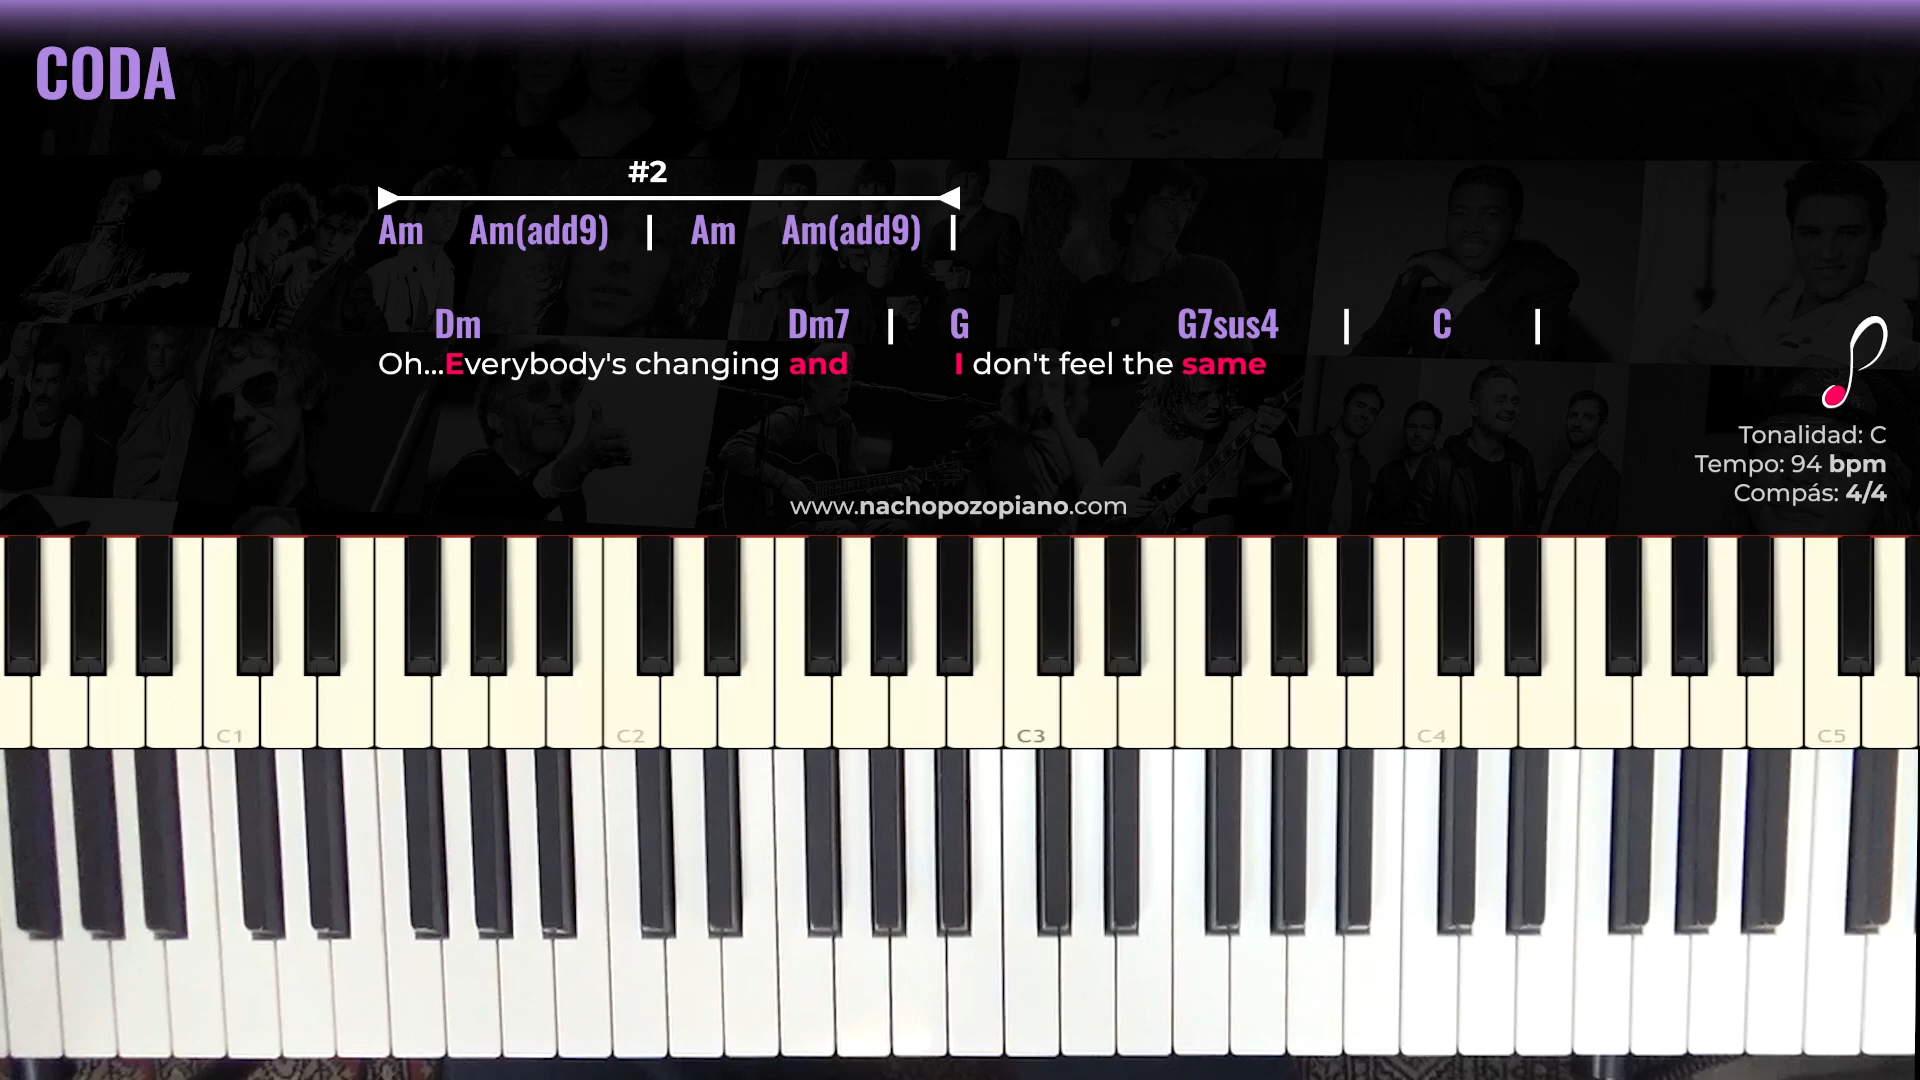 CODA
#2
Am Am(add9) | Am Am(add9) |
Dm Dm7 | G G7sus4 | C |
Oh...Everybody's changing and I don't feel the same
Tonalidad: C
Tempo: 94 bpm
Compás: 4/4
www.nachopozopiano.com
C1 C2 C3 C4 C5